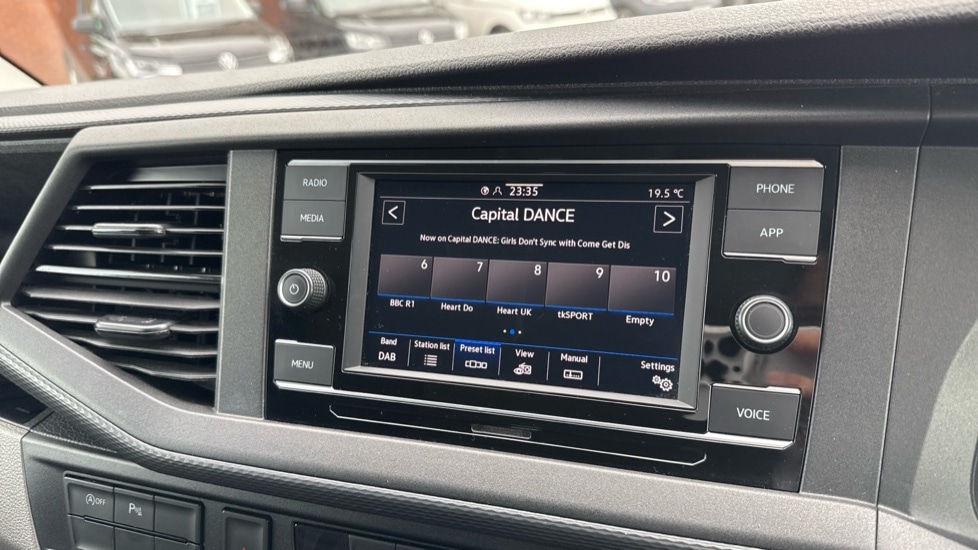 RADIO
MEDIA
MENU
23:35
19.5 °C
<
Capital DANCE
>
Now on Capital DANCE: Girls Don't Sync with Come Get Dis
6 7 8 9 10
BBC R1 Heart Do Heart UK tkSPORT Empty
Band Station list Preset list View Manual Settings
DAB
PHONE
APP
VOICE
A OFF
P